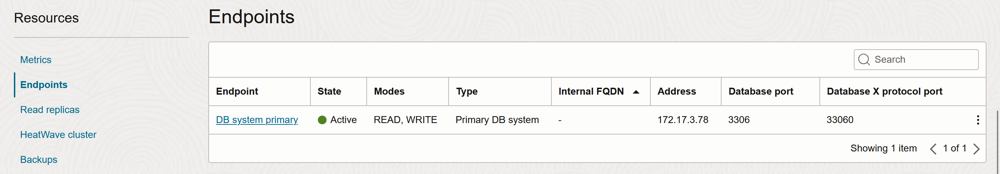 Resources
Metrics
Endpoints
Read replicas
HeatWave cluster
Backups
Endpoints
Search
Endpoint State Modes Type Internal FQDN Address Database port Database X protocol port
DB system primary Active READ, WRITE Primary DB system - 172.17.3.78 3306 33060
Showing 1 item 1 of 1